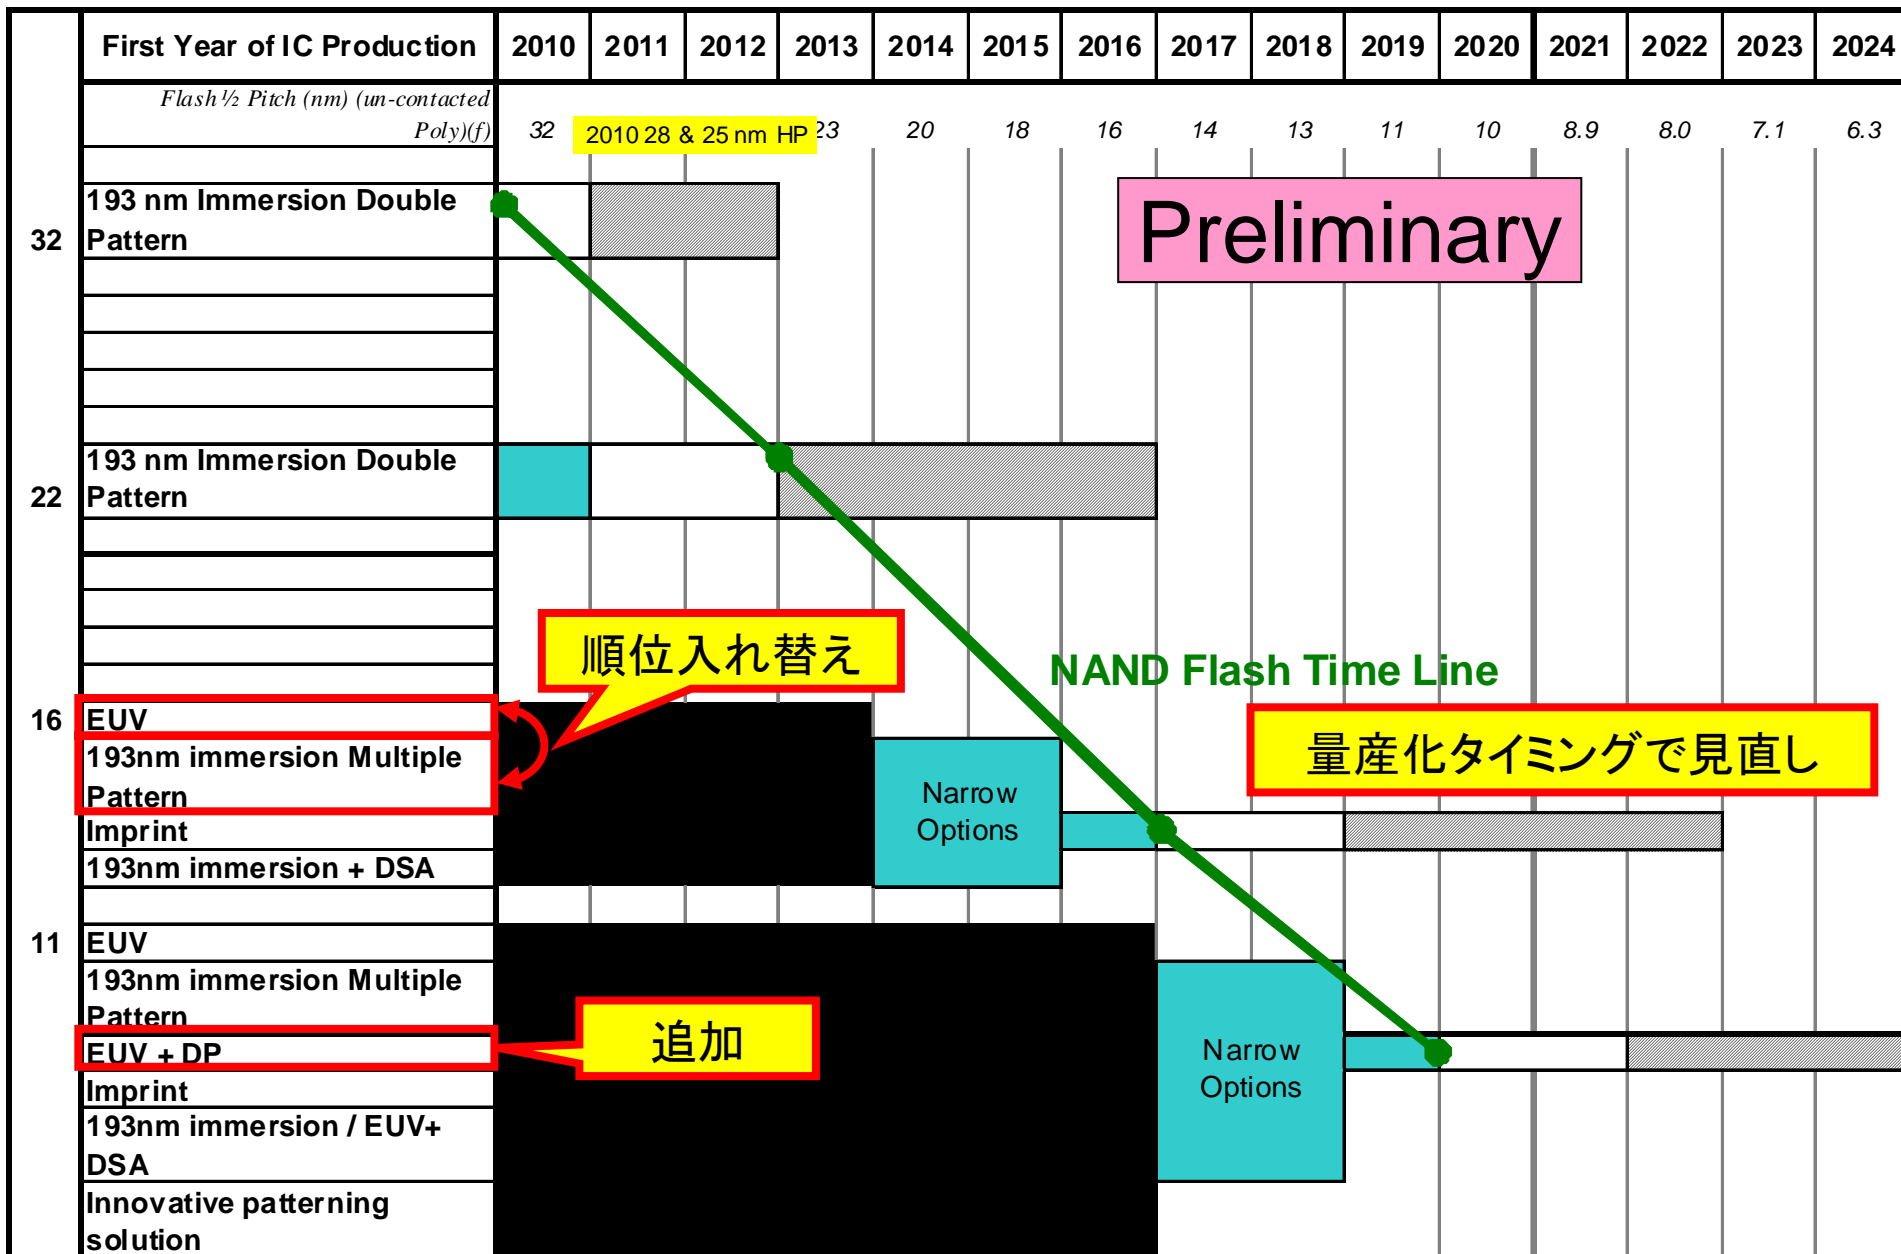 First Year of IC Production 2010 2011 2012 2013 2014 2015 2016 2017 2018 2019 2020 2021 2022 2023 2024
Flash ½ Pitch (nm) (un-contacted
Poly)(f) 32 2010 28 & 25 nm HP 23 20 18 16 14 13 11 10 8.9 8.0 7.1 6.3
193 nm Immersion Double
32 Pattern
Preliminary
193 nm Immersion Double
22 Pattern
順位入れ替え
NAND Flash Time Line
16 EUV
193nm immersion Multiple
Pattern
量産化タイミングで見直し
Narrow
Options
Imprint
193nm immersion + DSA
11 EUV
193nm immersion Multiple
Pattern
追加
EUV + DP
Narrow
Options
Imprint
193nm immersion / EUV+
DSA
Innovative patterning
solution